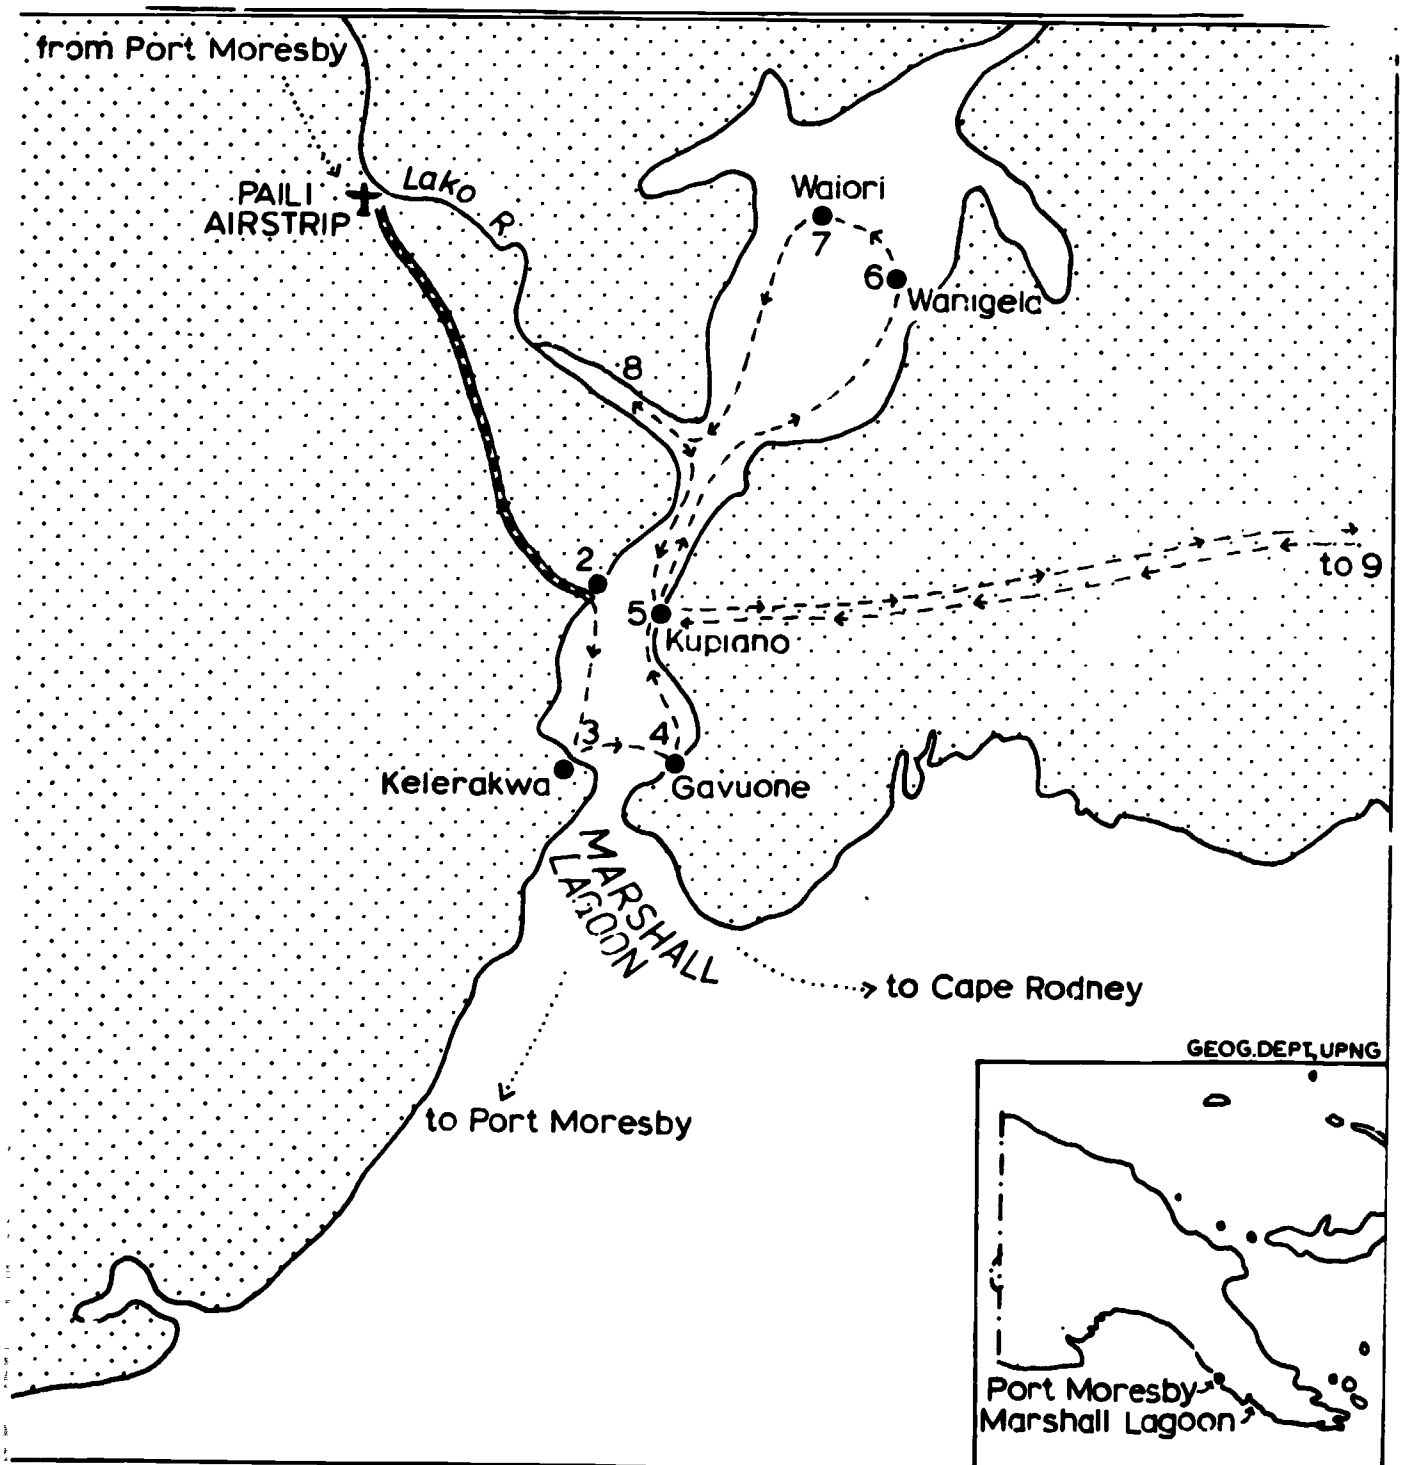 from Port Moresby
PAILI
AIRSTRIP
Lako R.
Waiori
7
6
Wanigela
8
2
to 9
5
Kupiano
3
4
Kelerakwa
Gavuone
MARSHALL
LAGOON
to Cape Rodney
to Port Moresby
GEOG.DEPT,UPNG
Port Moresby
Marshall Lagoon